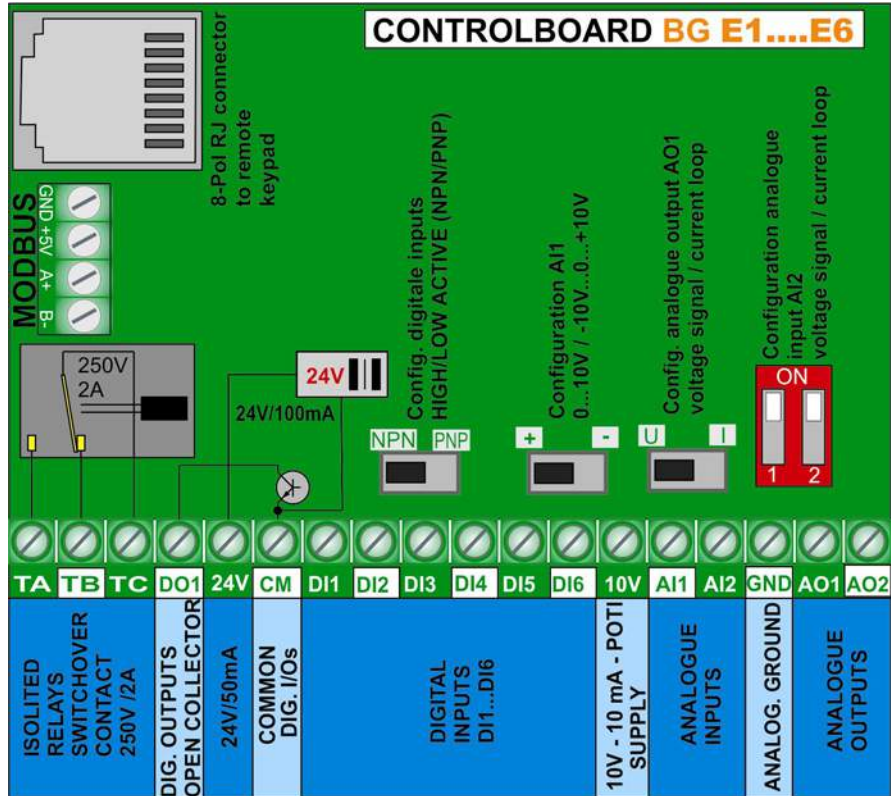 CONTROLBOARD BG E1....E6
8-Pol RJ connector
to remote
keypad
MODBUS
GND +5V A+ B-
250V
2A
24V
24V/100mA
Config. digitale inputs
HIGH/LOW ACTIVE (NPN/PNP)
NPN PNP
Configuration AI1
0...10V / -10V...0...+10V
+ -
Config. analogue output AO1
voltage signal / current loop
U I
Configuration analogue
input AI2
voltage signal / current loop
ON
1 2
TA TB TC DO1 24V CM DI1 DI2 DI3 DI4 DI5 DI6 10V AI1 AI2 GND AO1 AO2
ISOLITED
RELAYS
SWITCHOVER
CONTACT
250V /2A
DIG. OUTPUTS
OPEN COLLECTOR
24V/50mA
COMMON
DIG. I/Os
DIGITAL
INPUTS
DI1...DI6
10V - 10 mA - POTI
SUPPLY
ANALOGUE
INPUTS
ANALOG. GROUND
ANALOGUE
OUTPUTS